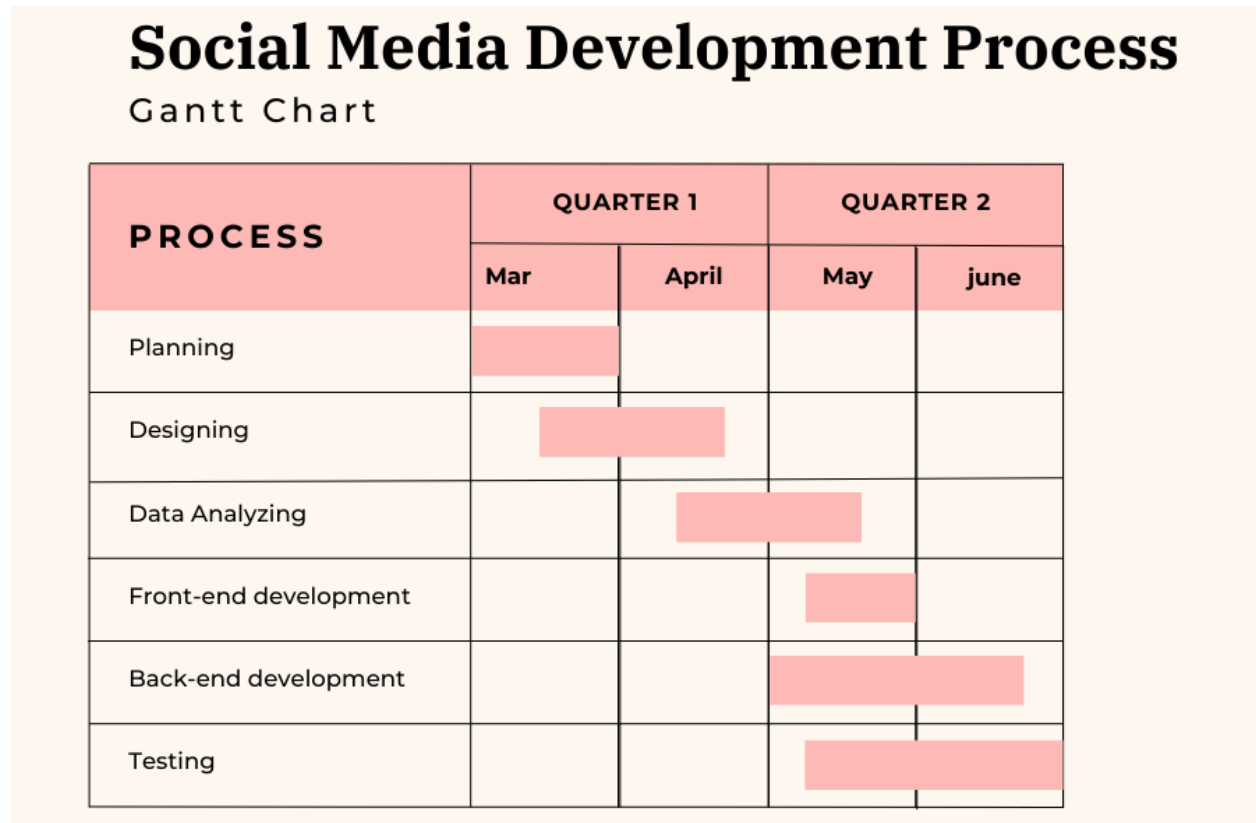 Social Media Development Process
Gantt Chart
PROCESS
QUARTER 1
QUARTER 2
Mar
April
May
june
Planning
Designing
Data Analyzing
Front-end development
Back-end development
Testing